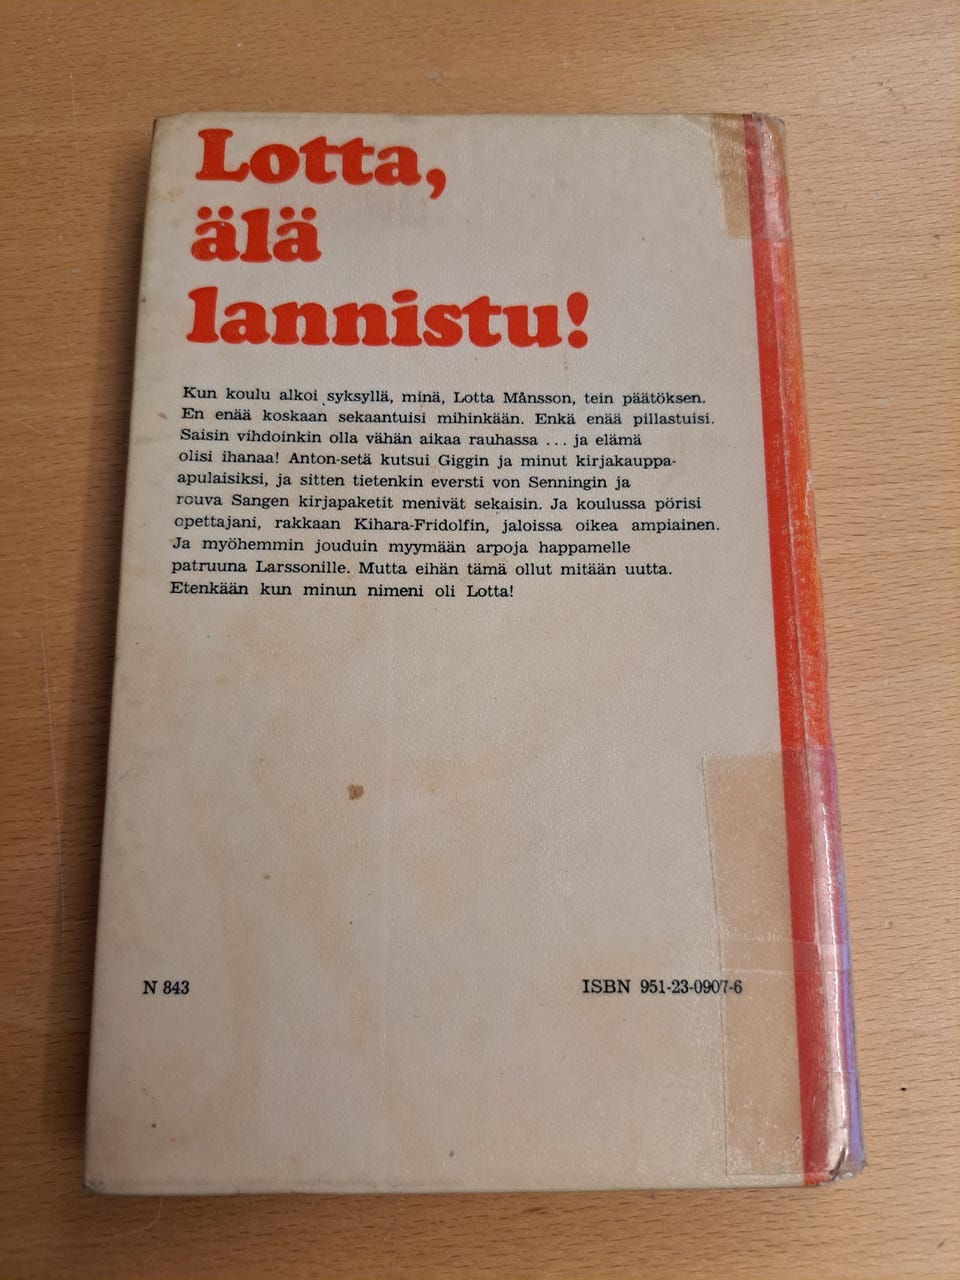 Lotta,
älä
lannistu!
Kun koulu alkoi syksyllä, minä, Lotta Månsson, tein päätöksen.
En enää koskaan sekaantuisi mihinkään. Enkä enää pillastuisi.
Saisin vihdoinkin olla vähän aikaa rauhassa ... ja elämä
olisi ihanaa! Anton-setä kutsui Giggin ja minut kirjakauppa-
apulaisiksi, ja sitten tietenkin eversti von Senningin ja
rouva Sangen kirjapaketit menivät sekaisin. Ja koulussa pörisi
opettajani, rakkaan Kihara-Fridolfin, jaloissa oikea ampiainen.
Ja myöhemmin jouduin myymään arpoja happamelle
patruuna Larssonille. Mutta eihän tämä ollut mitään uutta.
Etenkään kun minun nimeni oli Lotta!
N 843
ISBN 951-23-0907-6